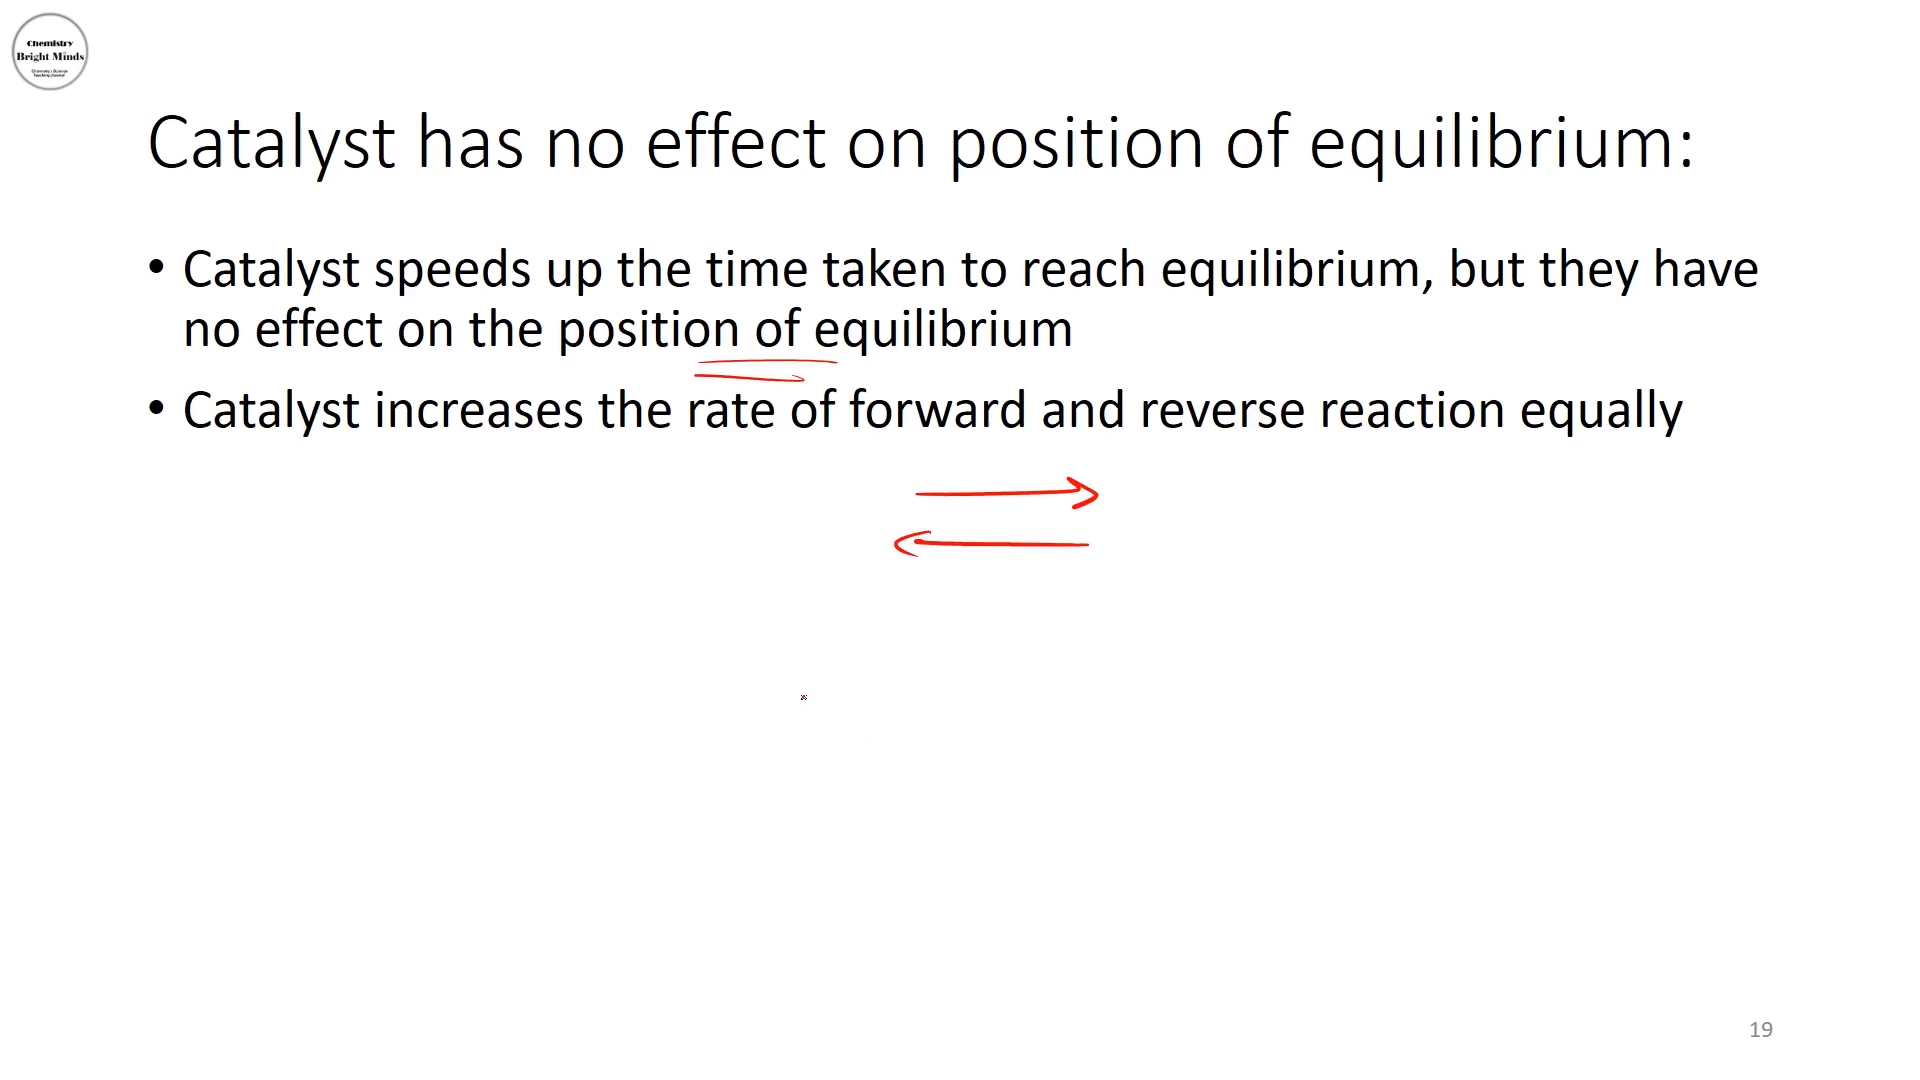 Chemistry
Bright Minds
Catalyst has no effect on position of equilibrium:
• Catalyst speeds up the time taken to reach equilibrium, but they have
no effect on the position of equilibrium
• Catalyst increases the rate of forward and reverse reaction equally
19